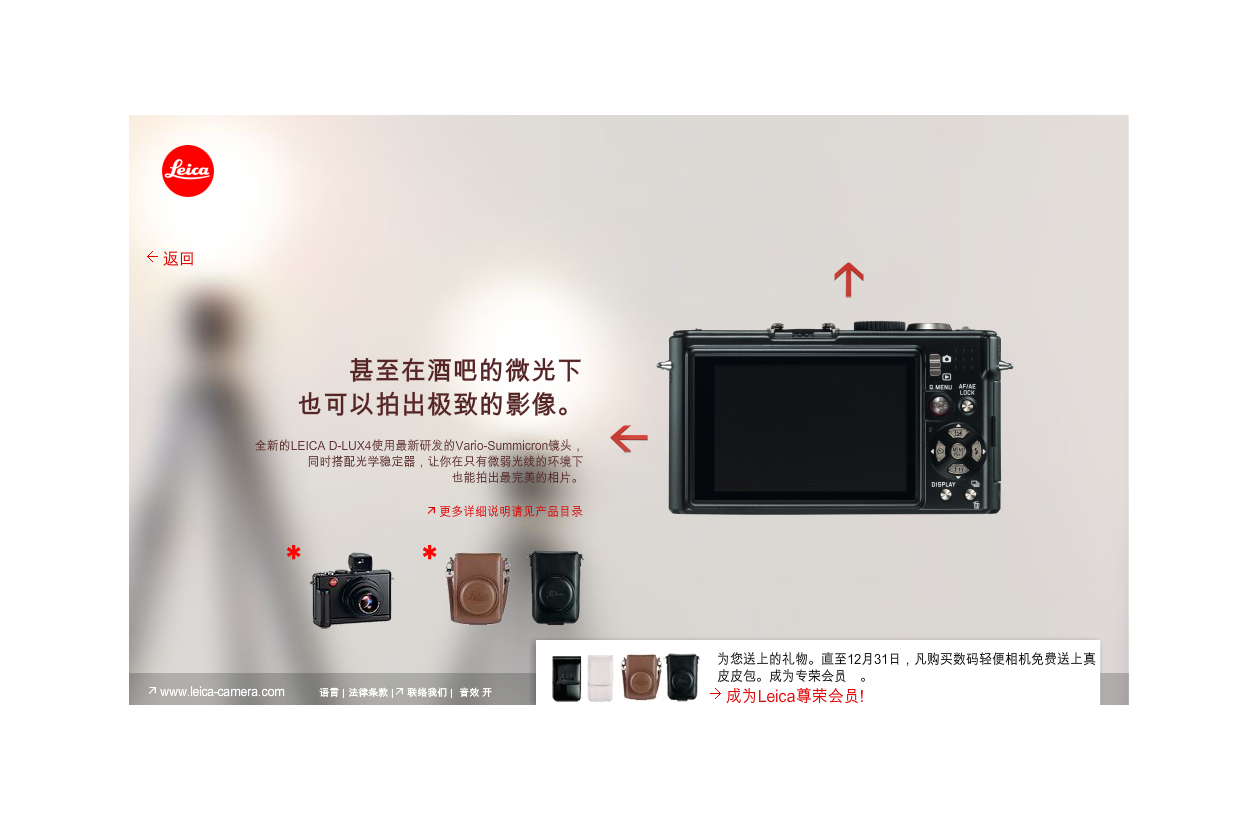 Leica
返回
甚至在酒吧的微光下
也可以拍出极致的影像。
全新的LEICA D-LUX4使用最新研发的Vario-Summicron镜头，
同时搭配光学稳定器，让你在只有微弱光线的环境下
也能拍出最完美的相片。
更多详细说明请见产品目录
Q.MENU
AF/AE
LOCK
DISPLAY
为您送上的礼物。直至12月31日，凡购买数码轻便相机免费送上真
皮皮包。成为专荣会员 。
成为Leica尊荣会员!
www.leica-camera.com
语言 | 法律条款 | 联络我们 | 音效 开